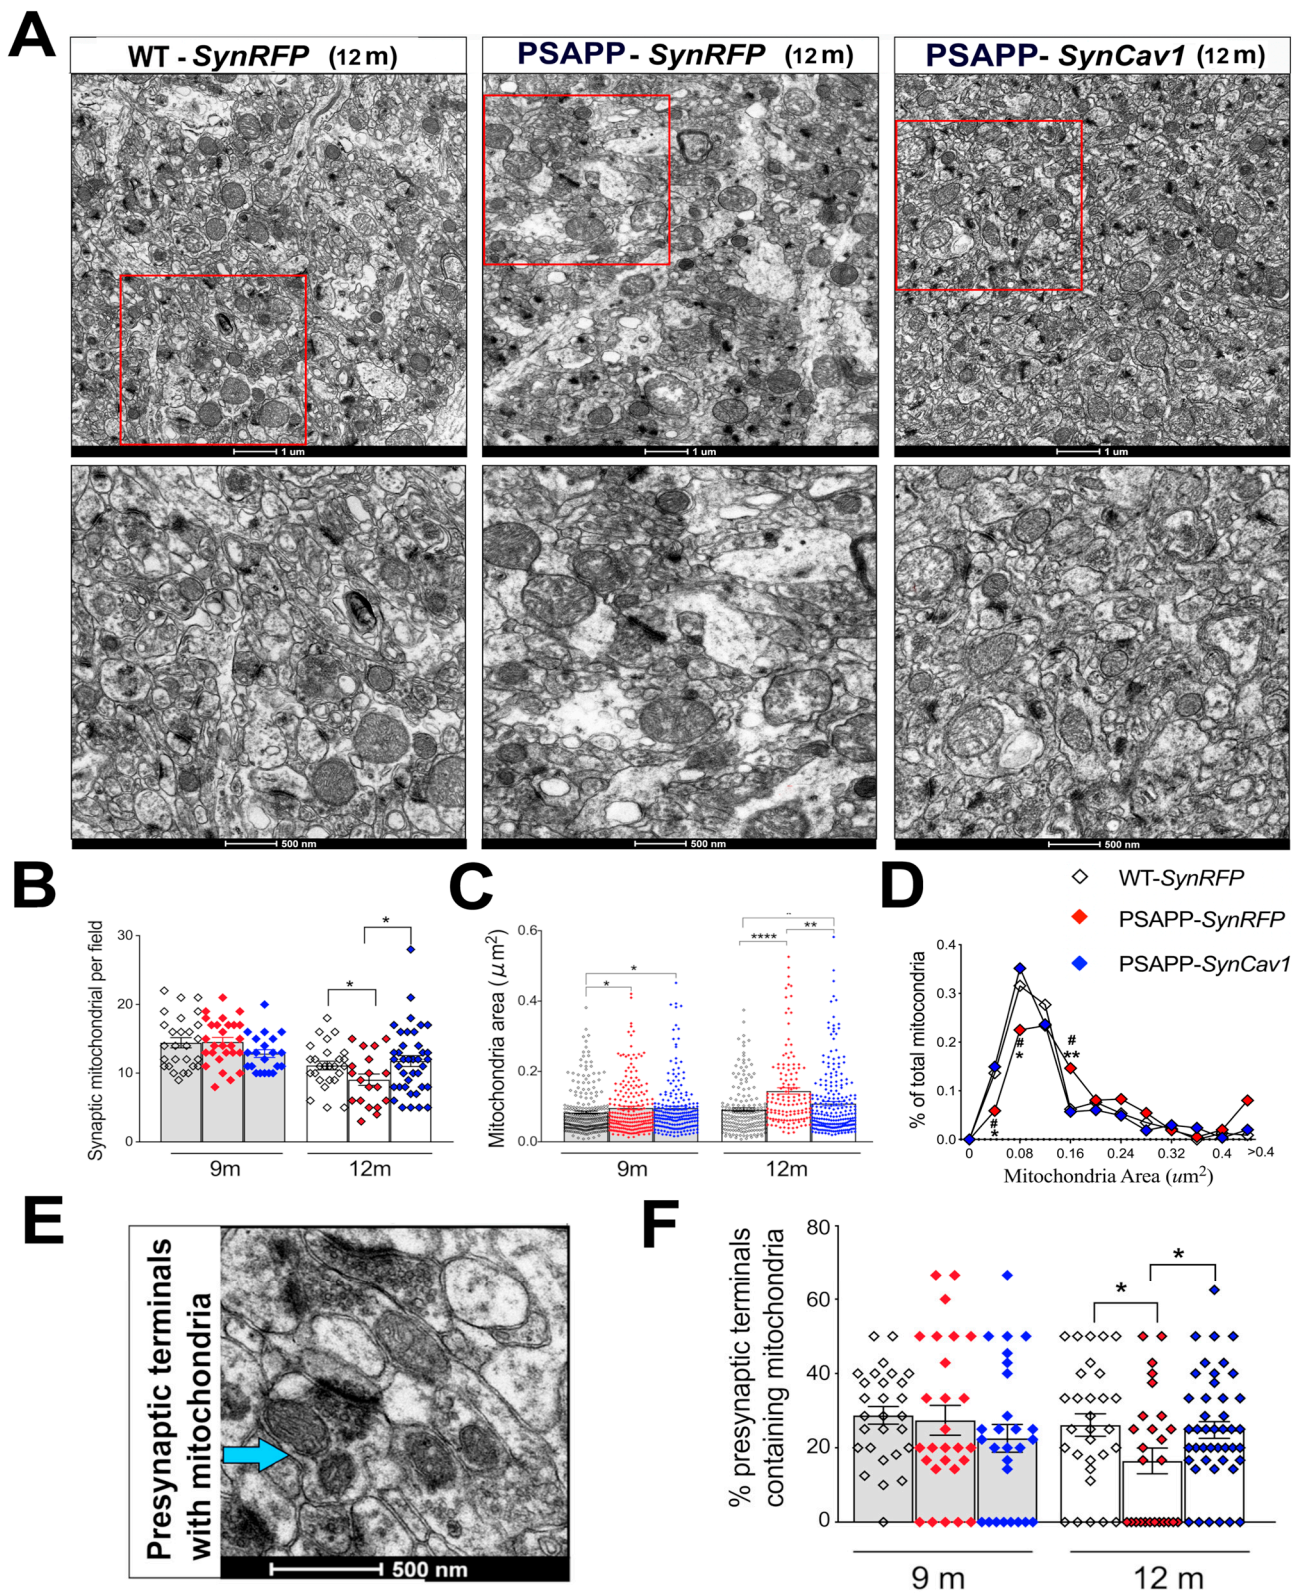 A
WT - SynRFP (12 m)
PSAPP - SynRFP (12 m)
PSAPP- SynCav1 (12 m)
1 um
1 um
1 um
500 nm
500 nm
500 nm
B
Synaptic mitochondrial per field
30
20
10
0
*
*
9m
12m
C
Mitochondria area (μm²)
0.6
0.4
0.2
0.0
*
*
****
**
9m
12m
D
WT-SynRFP
PSAPP-SynRFP
PSAPP-SynCav1
% of total mitocondria
0.4
0.3
0.2
0.1
0.0
#
*
#
*
#
**
0 0.08 0.16 0.24 0.32 0.4 >0.4
Mitochondria Area (um²)
E
Presynaptic terminals
with mitochondria
500 nm
F
% presynaptic terminals
containing mitochondria
80
60
40
20
0
*
*
9 m
12 m